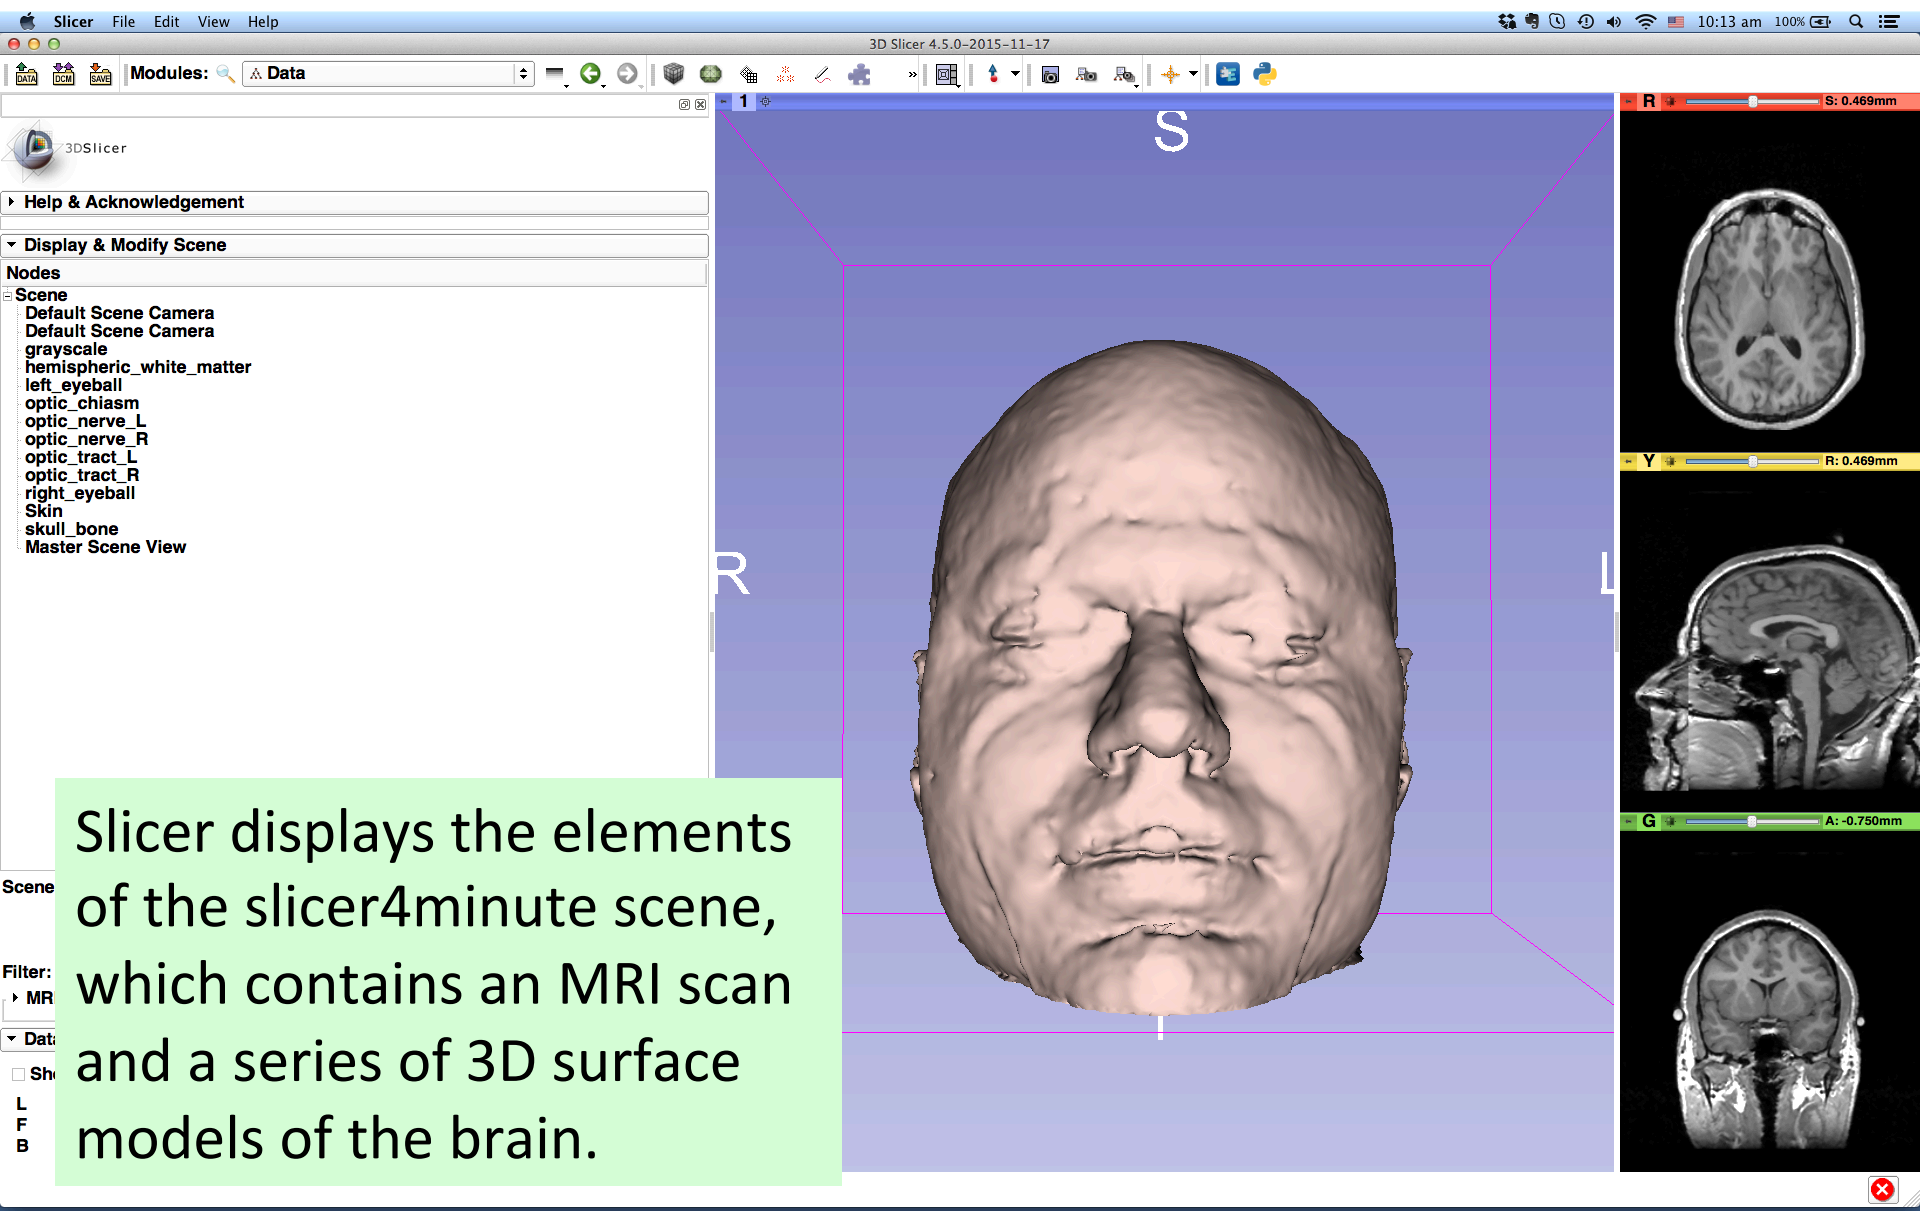 Slicer File Edit View Help
10:13 am 100%
3D Slicer 4.5.0-2015-11-17
DATA DCM SAVE Modules: Data »
1
R S: 0.469mm
S
3DSlicer
Help & Acknowledgement
Display & Modify Scene
Nodes
Scene
Default Scene Camera
Default Scene Camera
grayscale
hemispheric_white_matter
left_eyeball
optic_chiasm
optic_nerve_L
optic_nerve_R
optic_tract_L
optic_tract_R
right_eyeball
Skin
skull_bone
Master Scene View
Y R: 0.469mm
R
L
G A: -0.750mm
Slicer displays the elements
of the slicer4minute scene,
which contains an MRI scan
and a series of 3D surface
models of the brain.
Scene
Filter:
MR
Data
Sh
L
F
B
I